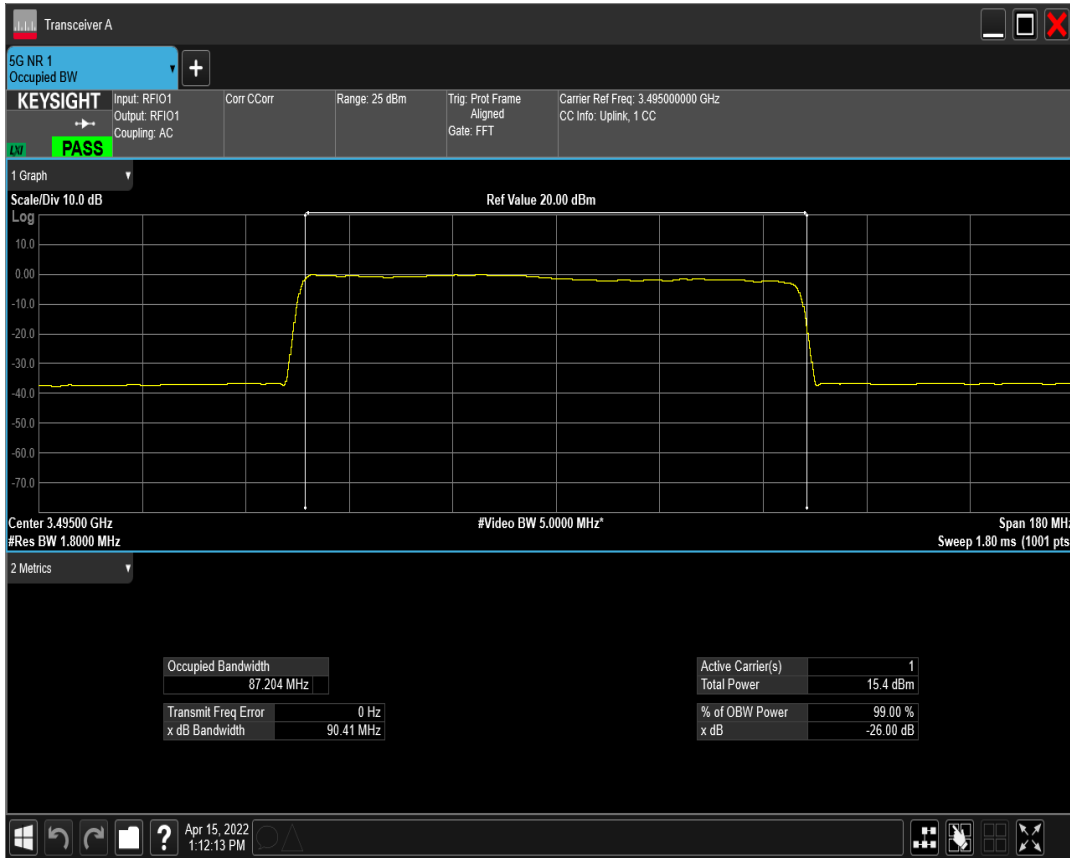 Transceiver A
5G NR 1
Occupied BW
+
KEYSIGHT
LXI
PASS
Input: RFIO1
Output: RFIO1
Coupling: AC
Corr CCorr
Range: 25 dBm
Trig: Prot Frame
Aligned
Gate: FFT
Carrier Ref Freq: 3.495000000 GHz
CC Info: Uplink, 1 CC
1 Graph
Scale/Div 10.0 dB
Ref Value 20.00 dBm
Log
10.0
0.00
-10.0
-20.0
-30.0
-40.0
-50.0
-60.0
-70.0
Center 3.49500 GHz
#Video BW 5.0000 MHz*
Span 180 MHz
#Res BW 1.8000 MHz
Sweep 1.80 ms (1001 pts
2 Metrics
Occupied Bandwidth
87.204 MHz
Transmit Freq Error 0 Hz
x dB Bandwidth 90.41 MHz
Active Carrier(s) 1
Total Power 15.4 dBm
% of OBW Power 99.00 %
x dB -26.00 dB
?
Apr 15, 2022
1:12:13 PM